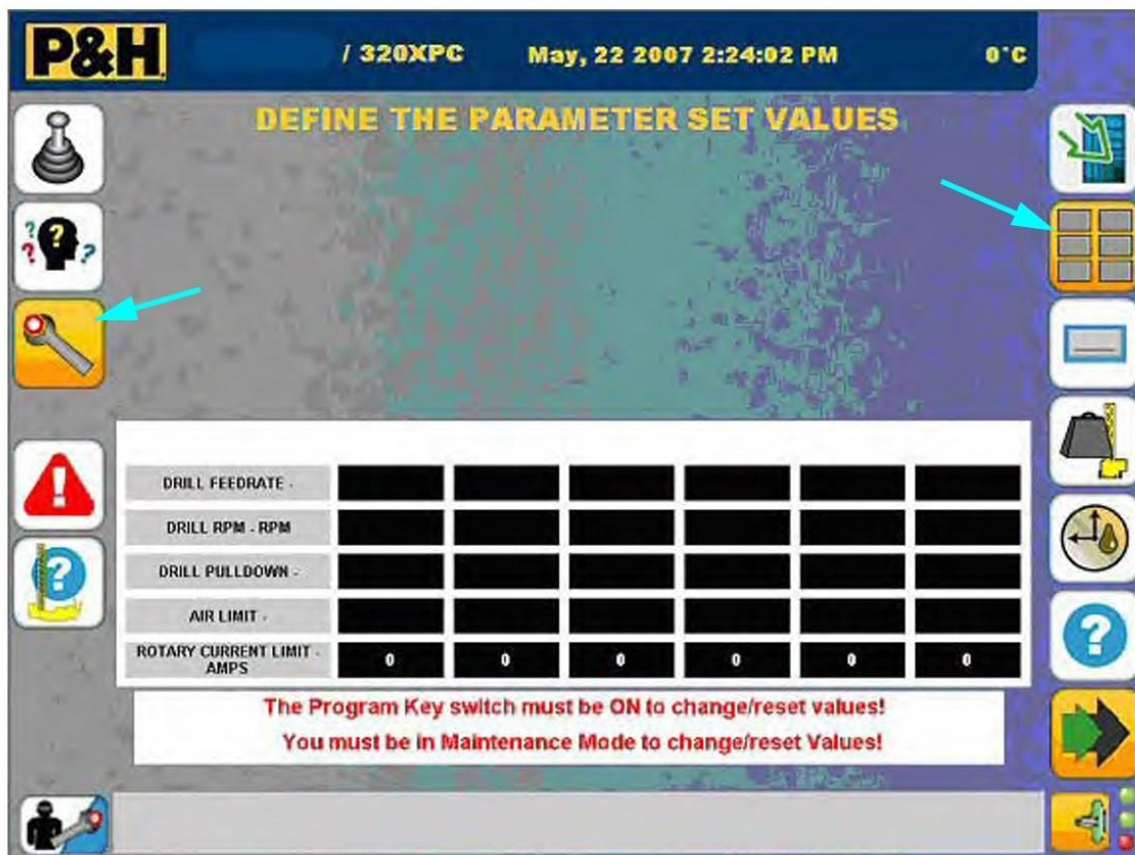 P&H
/ 320XPC
May, 22 2007 2:24:02 PM
0°C
DEFINE THE PARAMETER SET VALUES
? ? ?
?
DRILL FEEDRATE -
DRILL RPM - RPM
DRILL PULLDOWN -
AIR LIMIT -
ROTARY CURRENT LIMIT -
AMPS
0 0 0 0 0 0
The Program Key switch must be ON to change/reset values!
You must be in Maintenance Mode to change/reset Values!
!
?
?